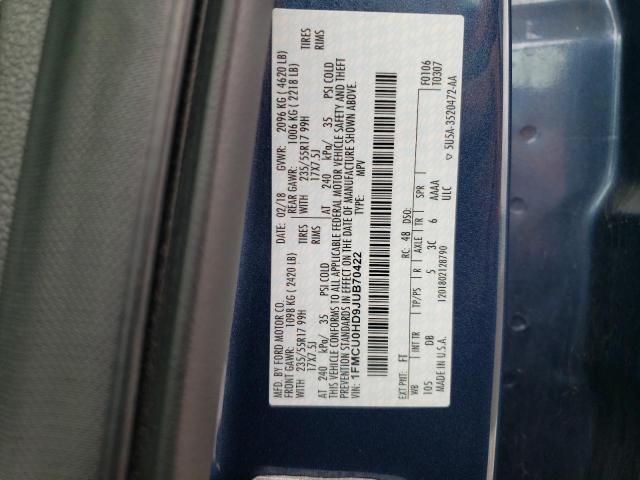 MFD. BY FORD MOTOR CO.
DATE: 02/18 GVWR: 2096 KG ( 4620 LB)
FRONT GAWR: 1098 KG ( 2420 LB) REAR GAWR: 1006 KG ( 2218 LB)
235/55R17 99H TIRES WITH 235/55R17 99H TIRES
17X7.5J RIMS 17X7.5J RIMS
AT 240 kPa/ 35 PSI COLD AT 240 kPa/ 35 PSI COLD
THIS VEHICLE CONFORMS TO ALL APPLICABLE FEDERAL MOTOR VEHICLE SAFETY AND THEFT
PREVENTION STANDARDS IN EFFECT ON THE DATE OF MANUFACTURE SHOWN ABOVE.
VIN: 1FMCU0HD9JUB70422 TYPE: MPV
F0106
T0307
EXT PNT: FT RC: 48 DSO:
WB INT TR TP/PS R AXLE TR SPR
105 DB 5 3C 6 AAAA
MADE IN U.S.A. 1201802128790 ULC
▽ 5U5A-3520472-AA